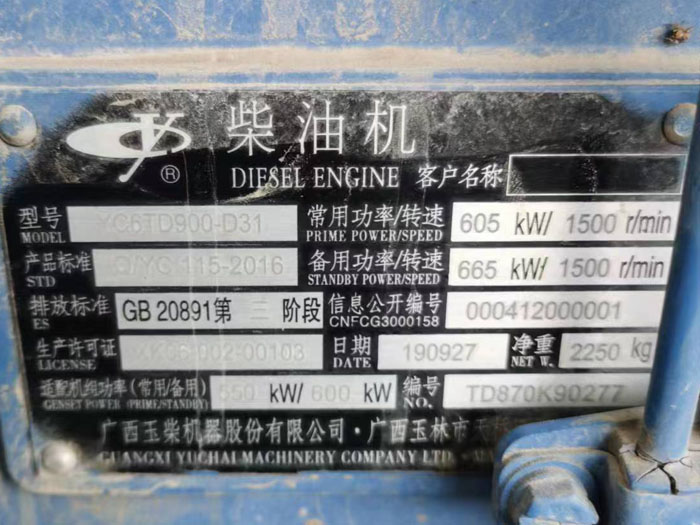 柴油机
DIESEL ENGINE 客户名称
型号 YC6TD900-D31 常用功率/转速 605 kW/ 1500 r/min
MODEL PRIME POWER/SPEED
产品标准 115-2016 备用功率/转速 665 kW/ 1500 r/min
STD STANDBY POWER/SPEED
排放标准 GB 20891第 三 阶段 信息公开编号 000412000001
ES CNFCG3000158
生产许可证 002-00103 日期 190927 净重 2250 kg
LICENSE DATE NET W.
适配机组功率(常用/备用) 550 kW/ 600 kW 编号 TD870K90277
GENSET POWER (PRIME/STANDBY) NO.
广西玉柴机器股份有限公司·广西玉林市
GUANGXI YUCHAI MACHINERY COMPANY LTD